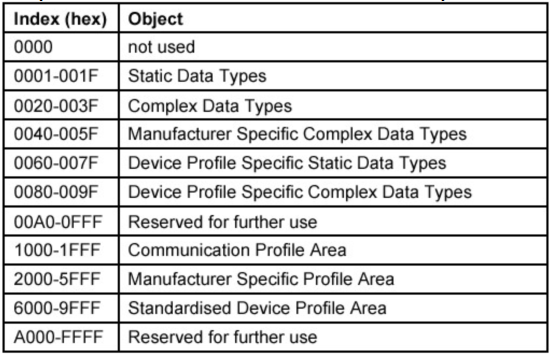 Index (hex) Object
0000 not used
0001-001F Static Data Types
0020-003F Complex Data Types
0040-005F Manufacturer Specific Complex Data Types
0060-007F Device Profile Specific Static Data Types
0080-009F Device Profile Specific Complex Data Types
00A0-0FFF Reserved for further use
1000-1FFF Communication Profile Area
2000-5FFF Manufacturer Specific Profile Area
6000-9FFF Standardised Device Profile Area
A000-FFFF Reserved for further use